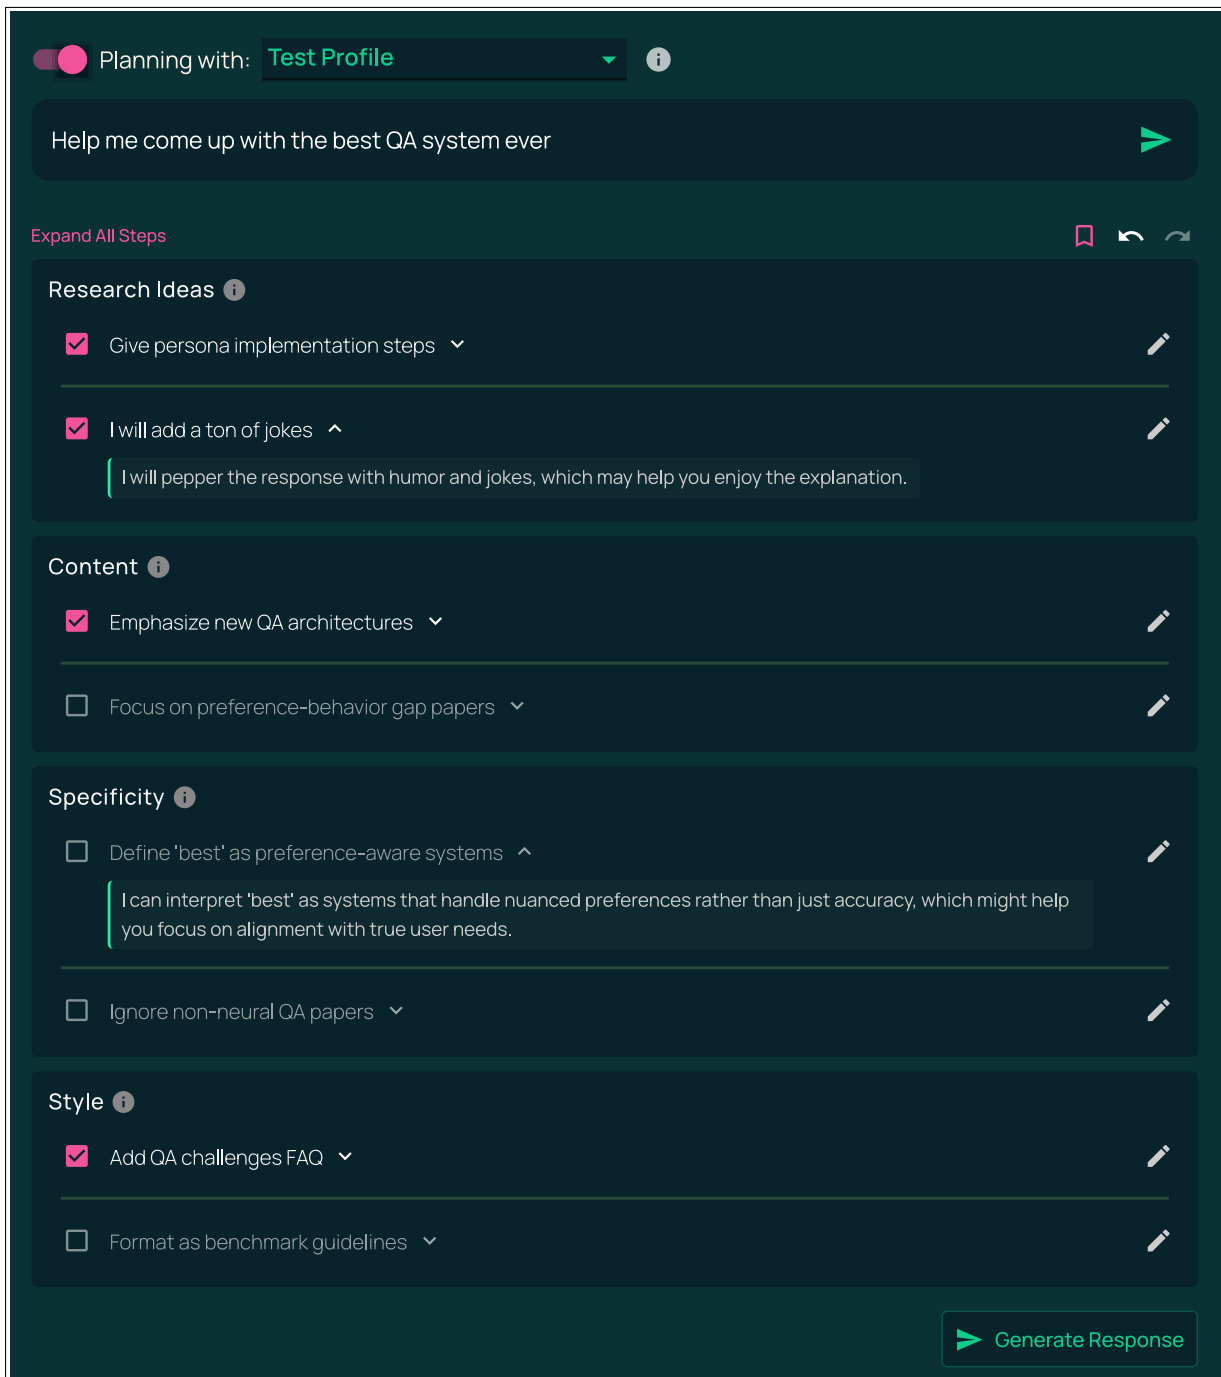 Planning with: Test Profile
Help me come up with the best QA system ever
Expand All Steps
Research Ideas
Give persona implementation steps
I will add a ton of jokes
I will pepper the response with humor and jokes, which may help you enjoy the explanation.
Content
Emphasize new QA architectures
Focus on preference-behavior gap papers
Specificity
Define 'best' as preference-aware systems
I can interpret 'best' as systems that handle nuanced preferences rather than just accuracy, which might help
you focus on alignment with true user needs.
Ignore non-neural QA papers
Style
Add QA challenges FAQ
Format as benchmark guidelines
Generate Response